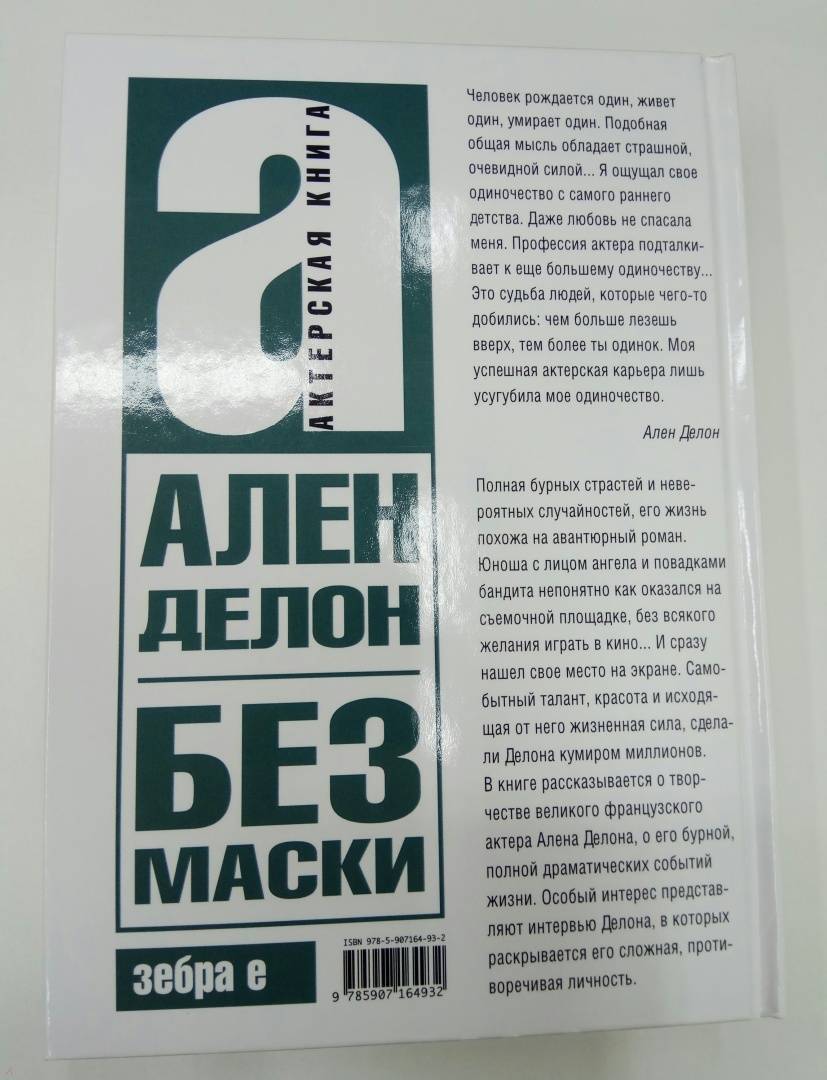 а
АКТЕРСКАЯ КНИГА
АЛЕН
ДЕЛОН
БЕЗ
МАСКИ
зебра е
ISBN 978-5-907164-93-2
9 785907 164932
Человек рождается один, живет
один, умирает один. Подобная
общая мысль обладает страшной,
очевидной силой... Я ощущал свое
одиночество с самого раннего
детства. Даже любовь не спасала
меня. Профессия актера подталки-
вает к еще большему одиночеству...
Это судьба людей, которые чего-то
добились: чем больше лезешь
вверх, тем более ты одинок. Моя
успешная актерская карьера лишь
усугубила мое одиночество.
Ален Делон
Полная бурных страстей и неве-
роятных случайностей, его жизнь
похожа на авантюрный роман.
Юноша с лицом ангела и повадками
бандита непонятно как оказался на
съемочной площадке, без всякого
желания играть в кино... И сразу
нашел свое место на экране. Само-
бытный талант, красота и исходя-
щая от него жизненная сила, сдела-
ли Делона кумиром миллионов.
В книге рассказывается о твор-
честве великого французского
актера Алена Делона, о его бурной,
полной драматических событий
жизни. Особый интерес представ-
ляют интервью Делона, в которых
раскрывается его сложная, проти-
воречивая личность.